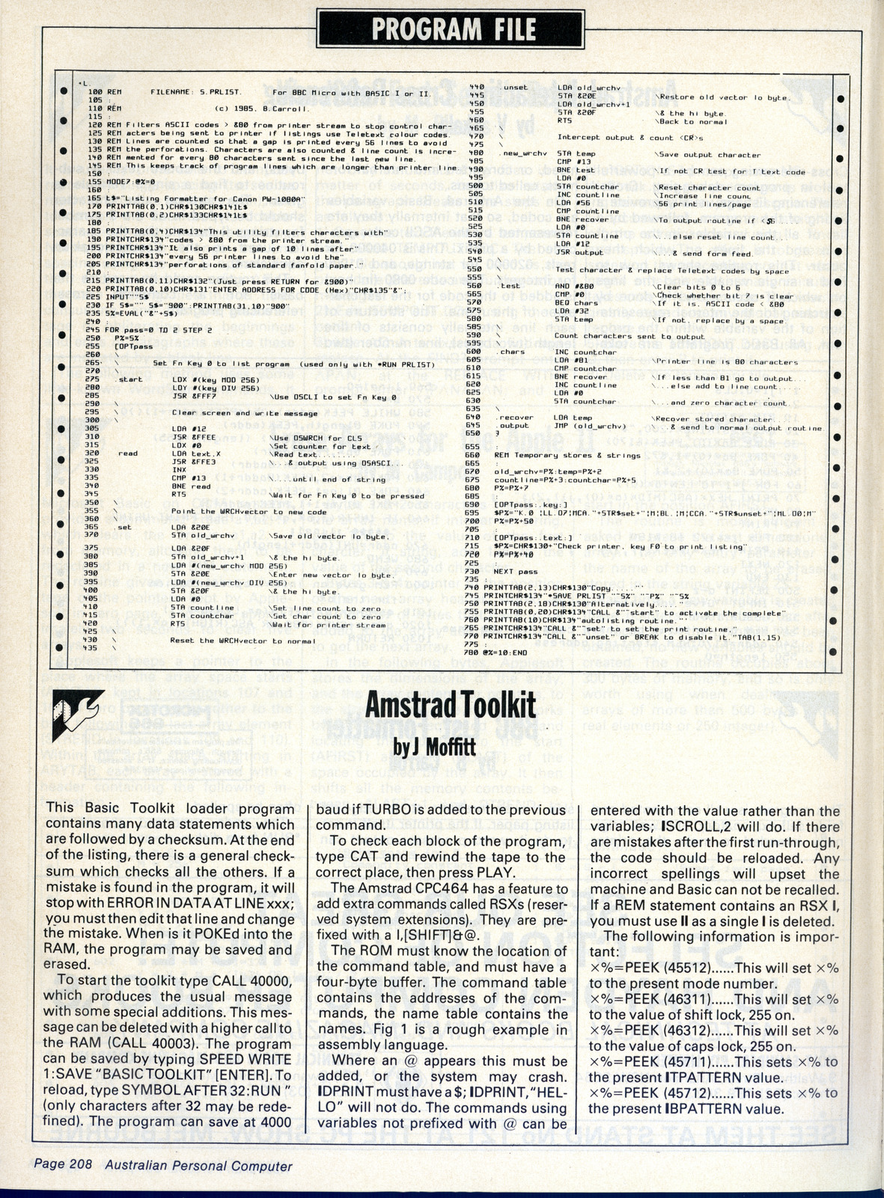 PROGRAM FILE
*L.
100 REM FILENAME: S.PRLIST. For BBC Micro with BASIC I or II.
105 :
110 REM (c) 1985, B.Carroll.
115 :
120 REM Filters ASCII codes > &80 from printer stream to stop control char-
125 REM acters being sent to printer if listings use Teletext colour codes.
130 REM Lines are counted so that a gap is printed every 56 lines to avoid
135 REM the perforations. Characters are also counted & line count is incre-
140 REM mented for every 80 characters sent since the last new line.
145 REM This keeps track of program lines which are longer than printer line.
150 :
155 MODE7:@%=0
160 :
165 t$="Listing Formatter for Canon PW-1080A"
170 PRINTTAB(0,1)CHR$130CHR$141t$
175 PRINTTAB(0,2)CHR$133CHR$141t$
180 :
185 PRINTTAB(0,4)CHR$134"This utility filters characters with"
190 PRINTCHR$134"codes > &80 from the printer stream."
195 PRINTCHR$134"It also prints a gap of 10 lines after"
200 PRINTCHR$134"every 56 printer lines to avoid the"
205 PRINTCHR$134"perforations of standard fanfold paper."
210 :
215 PRINTTAB(0,11)CHR$132"(Just press RETURN for &900)"
220 PRINTTAB(0,10)CHR$131"ENTER ADDRESS FOR CODE (Hex)"CHR$135"&";
225 INPUT""S$
230 IF S$="" S$="900":PRINTTAB(31,10)"900"
235 S%=EVAL("&"+S$)
240 :
245 FOR pass=0 TO 2 STEP 2
250 P%=S%
255 [OPTpass
260 \
265 \ Set Fn Key 0 to list program (used only with *RUN PRLIST)
270 \
275 .start LDX #(key MOD 256)
280 LDY #(key DIV 256)
285 JSR &FFF7 \Use OSCLI to set Fn Key 0
290 \
295 \ Clear screen and write message
300 \
305 LDA #12
310 JSR &FFEE \Use OSWRCH for CLS
315 LDX #0 \Set counter for text
320 .read LDA text,X \Read text........
325 JSR &FFE3 \...& output using OSASCI...
330 INX
335 CMP #13 \...until end of string
340 BNE read
345 RTS \Wait for Fn Key 0 to be pressed
350 \
355 \ Point the WRCHvector to new code
360 \
365 .set LDA &20E
370 STA old_wrchv \Save old vector lo byte.
375 LDA &20F
380 STA old_wrchv+1 \& the hi byte.
385 LDA #(new_wrchv MOD 256)
390 STA &20E \Enter new vector lo byte.
395 LDA #(new_wrchv DIV 256)
400 STA &20F \& the hi byte.
405 LDA #0
410 STA countline \Set line count to zero
415 STA countchar \Set char count to zero
420 RTS \Wait for printer stream
425 \
430 \ Reset the WRCHvector to normal
435 \
440 .unset LDA old_wrchv
445 STA &20E \Restore old vector lo byte.
450 LDA old_wrchv+1
455 STA &20F \& the hi byte.
460 RTS \Back to normal
465 \
470 \ Intercept output & count <CR>s
475 \
480 .new_wrchv STA temp \Save output character
485 CMP #13
490 BNE test \If not CR test for T'text code
495 LDA #0
500 STA countchar \Reset character count
505 INC countline \Increase line count
510 LDA #56 \56 print lines/page
515 CMP countline
520 BNE recover \To output routine if <56
525 LDA #0
530 STA countline \...else reset line count..
535 LDA #12
540 JSR output \...& send form feed.
545 \
550 \ Test character & replace Teletext codes by space
555 \
560 .test AND #&80 \Clear bits 0 to 6
565 CMP #0 \Check whether bit 7 is clear
570 BEQ chars \If it is, ASCII code < &80
575 LDA #32
580 STA temp \If not, replace by a space
585 \
590 \ Count characters sent to output
595 \
600 .chars INC countchar
605 LDA #81 \Printer line is 80 characters
610 CMP countchar
615 BNE recover \If less than 81 go to output...
620 INC countline \...else add to line count...
625 LDA #0
630 STA countchar \...and zero character count.
635 \
640 .recover LDA temp \Recover stored character
645 .output JMP (old_wrchv) \ & send to normal output routine.
650 ]
655 :
660 REM Temporary stores & strings
665 :
670 old_wrchv=P%:temp=P%+2
675 countline=P%+3:countchar=P%+5
680 P%=P%+7
685 :
690 [OPTpass:.key:]
695 $P%="K.0 :LL.O7:MCA."+STR$set+":M:BL.:M:CCA."+STR$unset+":ML.O0:M"
700 P%=P%+50
705 :
710 [OPTpass:.text:]
715 $P%=CHR$130+"Check printer, key F0 to print listing"
720 P%=P%+40
725 :
730 NEXT pass
735 :
740 PRINTTAB(2,13)CHR$130"Copy....."
745 PRINTCHR$134"*SAVE PRLIST "~S%" "~P%" "~S%
750 PRINTTAB(2,18)CHR$130"Alternatively....."
755 PRINTTAB(0,20)CHR$134"CALL &"~start" to activate the complete"
760 PRINTTAB(10)CHR$134"autolisting routine."
765 PRINTCHR$134"CALL &"~set" to set the print routine."
770 PRINTCHR$134"CALL &"~unset" or BREAK to disable it."TAB(1,15)
775 :
780 @%=10:END
Amstrad Toolkit
by J Moffitt
This Basic Toolkit loader program
contains many data statements which
are followed by a checksum. At the end
of the listing, there is a general check-
sum which checks all the others. If a
mistake is found in the program, it will
stop with ERROR IN DATA AT LINE xxx;
you must then edit that line and change
the mistake. When is it POKEd into the
RAM, the program may be saved and
erased.
To start the toolkit type CALL 40000,
which produces the usual message
with some special additions. This mes-
sage can be deleted with a higher call to
the RAM (CALL 40003). The program
can be saved by typing SPEED WRITE
1:SAVE "BASIC TOOLKIT" [ENTER]. To
reload, type SYMBOL AFTER 32:RUN "
(only characters after 32 may be rede-
fined). The program can save at 4000
baud if TURBO is added to the previous
command.
To check each block of the program,
type CAT and rewind the tape to the
correct place, then press PLAY.
The Amstrad CPC464 has a feature to
add extra commands called RSXs (reser-
ved system extensions). They are pre-
fixed with a I,[SHIFT]&@.
The ROM must know the location of
the command table, and must have a
four-byte buffer. The command table
contains the addresses of the com-
mands, the name table contains the
names. Fig 1 is a rough example in
assembly language.
Where an @ appears this must be
added, or the system may crash.
IDPRINT must have a $; IDPRINT,"HEL-
LO" will not do. The commands using
variables not prefixed with @ can be
entered with the value rather than the
variables; ISCROLL,2 will do. If there
are mistakes after the first run-through,
the code should be reloaded. Any
incorrect spellings will upset the
machine and Basic can not be recalled.
If a REM statement contains an RSX I,
you must use II as a single I is deleted.
The following information is impor-
tant:
×%=PEEK (45512)......This will set ×%
to the present mode number.
×%=PEEK (46311)......This will set ×%
to the value of shift lock, 255 on.
×%=PEEK (46312)......This will set ×%
to the value of caps lock, 255 on.
×%=PEEK (45711)......This sets ×% to
the present ITPATTERN value.
×%=PEEK (45712)......This sets ×% to
the present IBPATTERN value.
Page 208 Australian Personal Computer